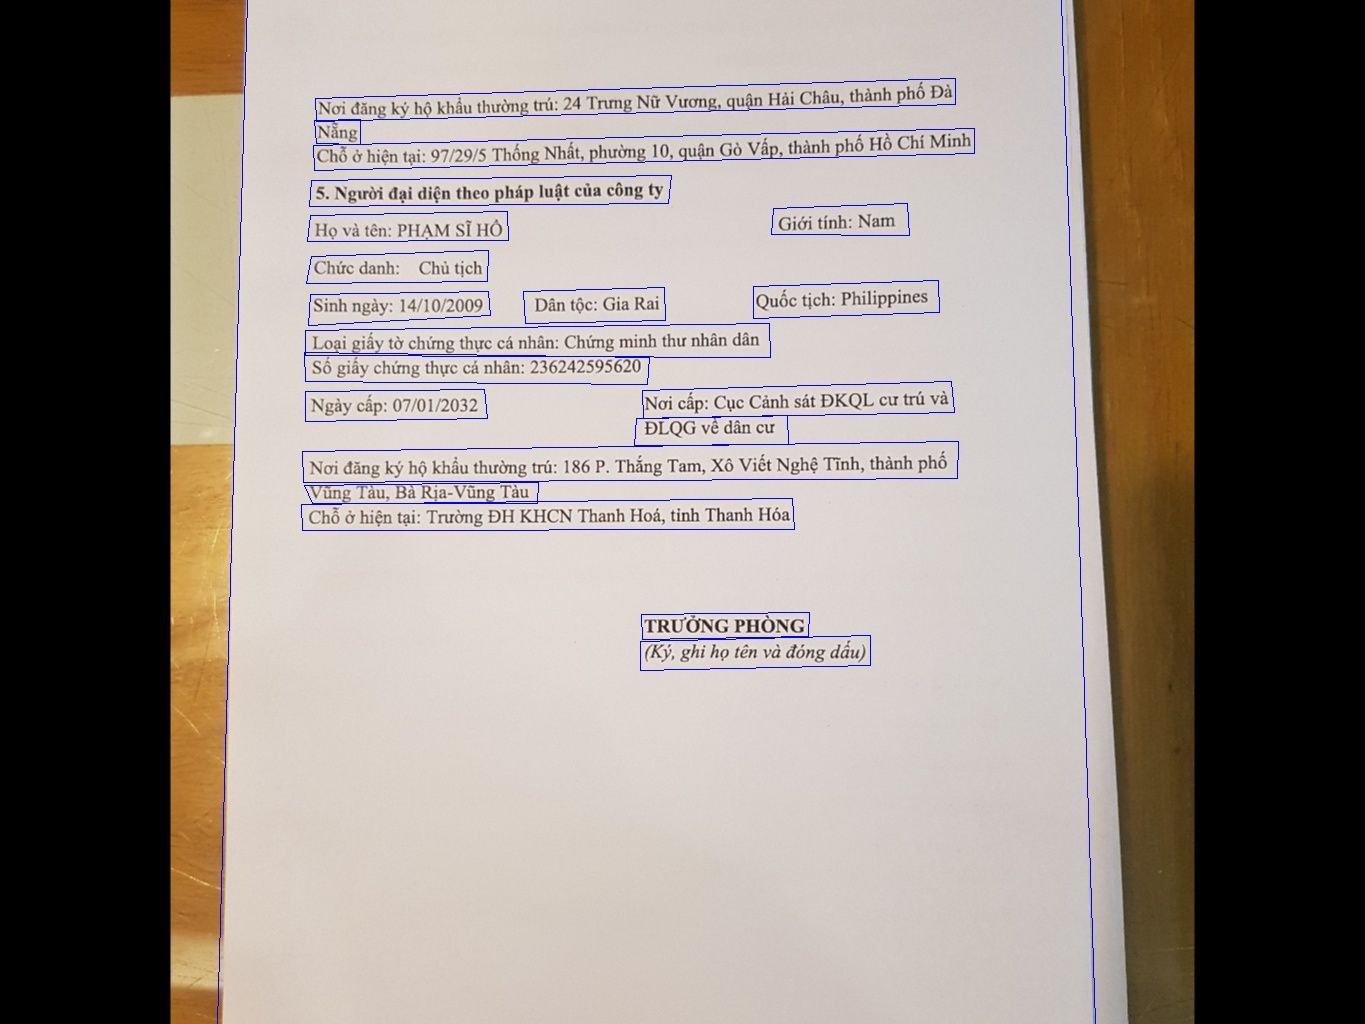 Nơi đăng ký hộ khẩu thường trú: 24 Trưng Nữ Vương, quận Hải Châu, thành phố Đà
Nẵng
Chỗ ở hiện tại: 97/29/5 Thống Nhất, phường 10, quận Gò Vấp, thành phố Hồ Chí Minh
5. Người đại diện theo pháp luật của công ty
Họ và tên: PHẠM SĨ HÔ Giới tính: Nam
Chức danh: Chủ tịch
Sinh ngày: 14/10/2009 Dân tộc: Gia Rai Quốc tịch: Philippines
Loại giấy tờ chứng thực cá nhân: Chứng minh thư nhân dân
Số giấy chứng thực cá nhân: 236242595620
Ngày cấp: 07/01/2032 Nơi cấp: Cục Cảnh sát ĐKQL cư trú và
ĐLQG về dân cư
Nơi đăng ký hộ khẩu thường trú: 186 P. Thắng Tam, Xô Viết Nghệ Tĩnh, thành phố
Vũng Tàu, Bà Rịa-Vũng Tàu
Chỗ ở hiện tại: Trường ĐH KHCN Thanh Hoá, tỉnh Thanh Hóa
TRƯỞNG PHÒNG
(Ký, ghi họ tên và đóng dấu)